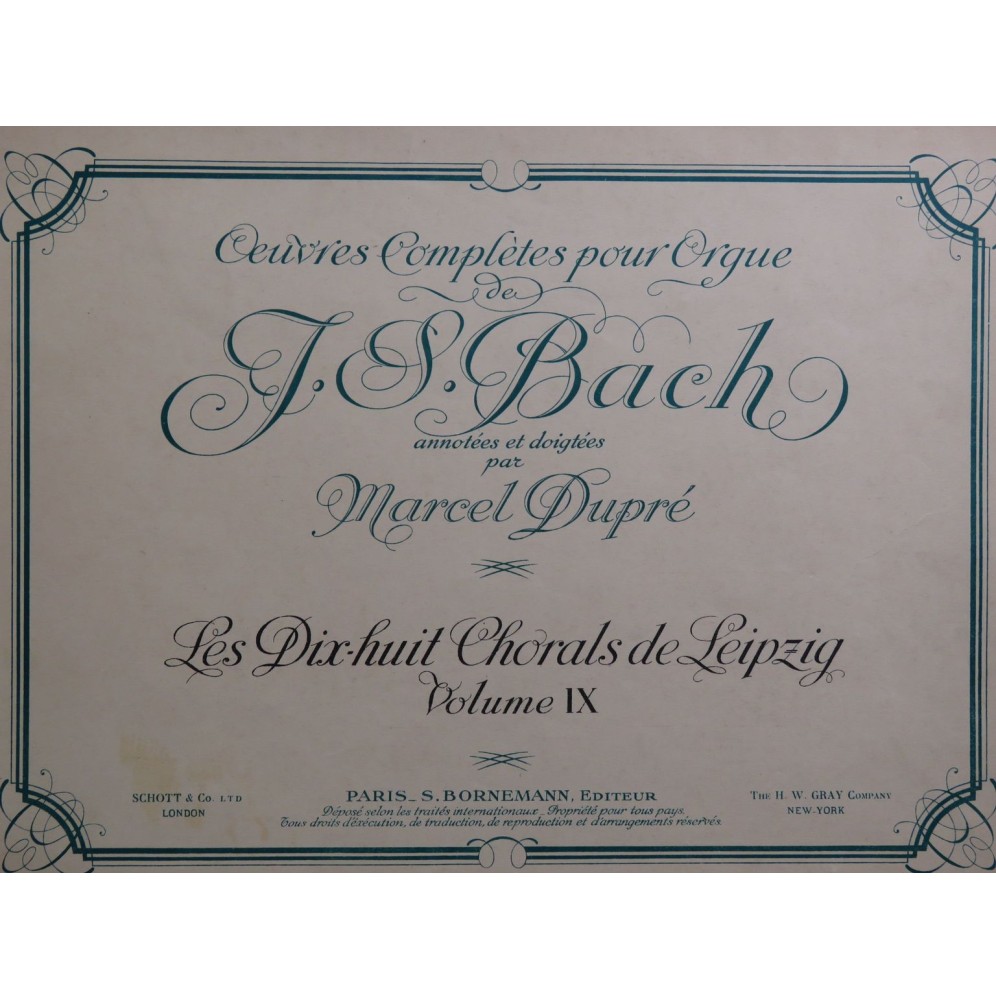 Oeuvres Complètes pour Orgue
de
J. S. Bach
annotées et doigtées
par
Marcel Dupré
Les Dix-huit Chorals de Leipzig
Volume IX
SCHOTT & Co. LTD
LONDON
PARIS_ S. BORNEMANN, EDITEUR
Déposé selon les traités internationaux _ Propriété pour tous pays.
Tous droits d'éxécution, de traduction, de reproduction et d'arrangements réservés.
THE H. W. GRAY COMPANY
NEW-YORK